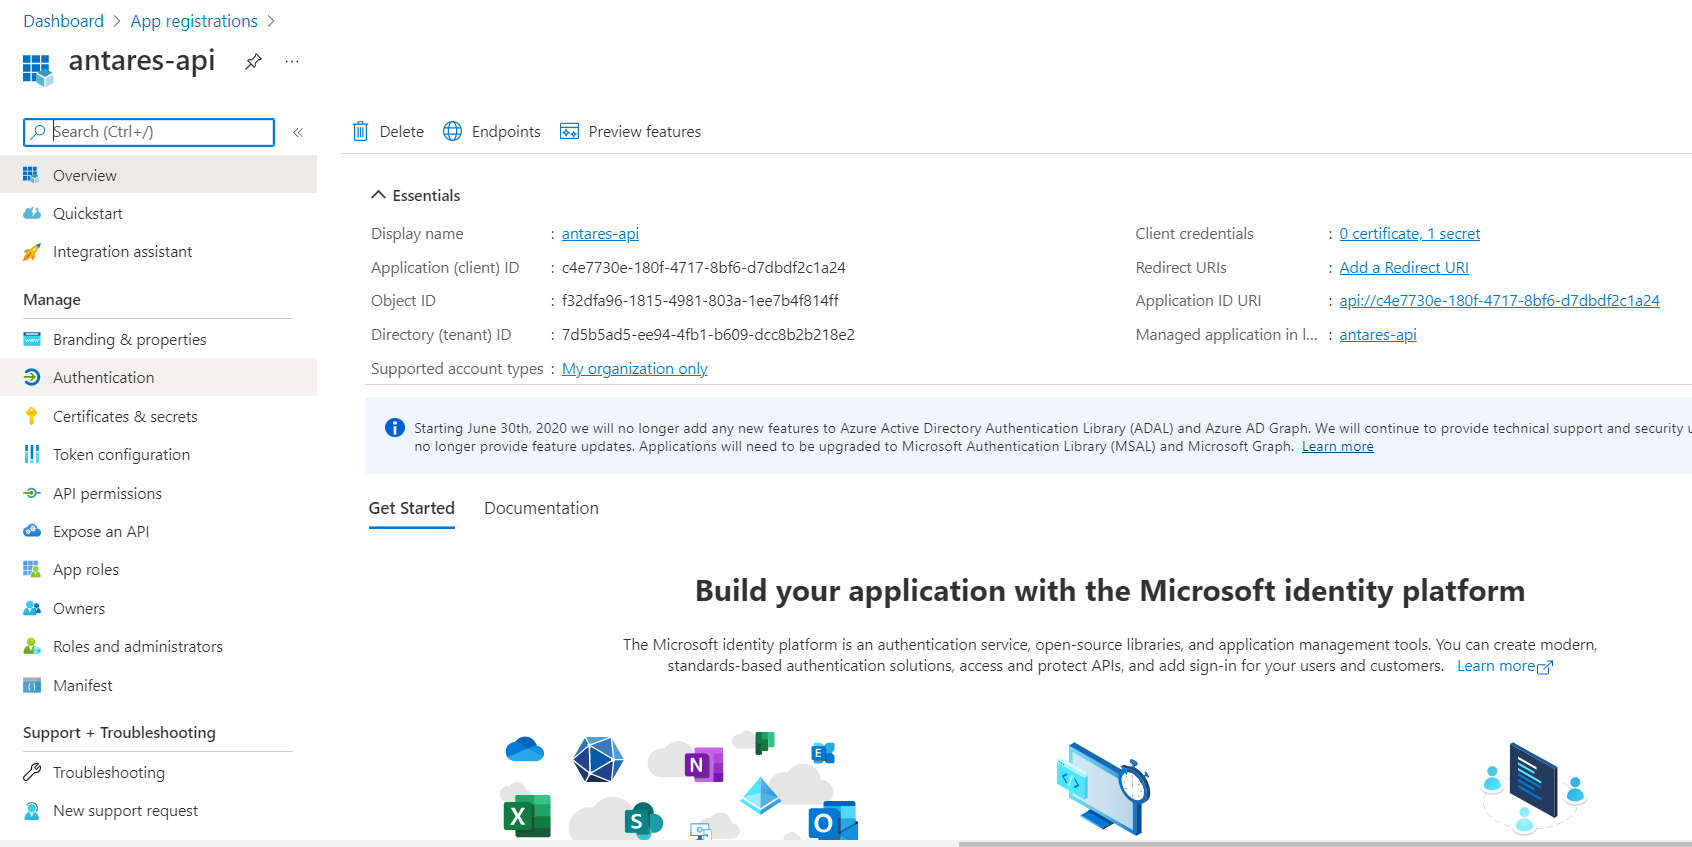 Dashboard > App registrations >
antares-api ...
Search (Ctrl+/) «
Overview
Quickstart
Integration assistant
Manage
Branding & properties
Authentication
Certificates & secrets
Token configuration
API permissions
Expose an API
App roles
Owners
Roles and administrators
Manifest
Support + Troubleshooting
Troubleshooting
New support request
Delete Endpoints Preview features
Essentials
Display name : antares-api
Application (client) ID : c4e7730e-180f-4717-8bf6-d7dbdf2c1a24
Object ID : f32dfa96-1815-4981-803a-1ee7b4f814ff
Directory (tenant) ID : 7d5b5ad5-ee94-4fb1-b609-dcc8b2b218e2
Supported account types : My organization only
Client credentials : 0 certificate, 1 secret
Redirect URIs : Add a Redirect URI
Application ID URI : api://c4e7730e-180f-4717-8bf6-d7dbdf2c1a24
Managed application in l... : antares-api
Starting June 30th, 2020 we will no longer add any new features to Azure Active Directory Authentication Library (ADAL) and Azure AD Graph. We will continue to provide technical support and security u
no longer provide feature updates. Applications will need to be upgraded to Microsoft Authentication Library (MSAL) and Microsoft Graph. Learn more
Get Started Documentation
Build your application with the Microsoft identity platform
The Microsoft identity platform is an authentication service, open-source libraries, and application management tools. You can create modern,
standards-based authentication solutions, access and protect APIs, and add sign-in for your users and customers. Learn more
N
E
X
S
O